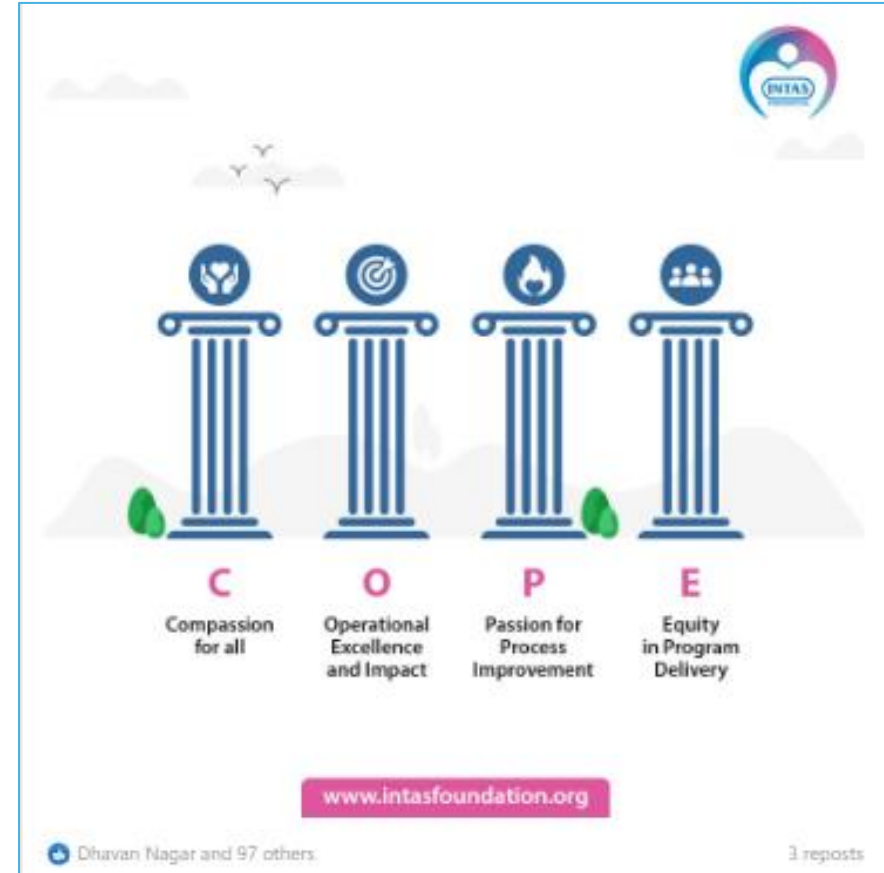 INTAS
C
O
P
E
Compassion
for all
Operational
Excellence
and Impact
Passion for
Process
Improvement
Equity
in Program
Delivery
www.intasfoundation.org
Dhavan Nagar and 97 others
3 reposts